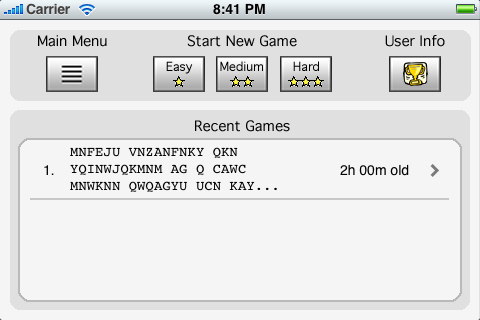 Carrier 8:41 PM
Main Menu Start New Game User Info
Easy Medium Hard
Recent Games
1. MNFEJU VNZANFNKY QKN
YQINWJQKMNM AG Q CAWC
MNWKNN QWQAGYU UCN KAY...
2h 00m old